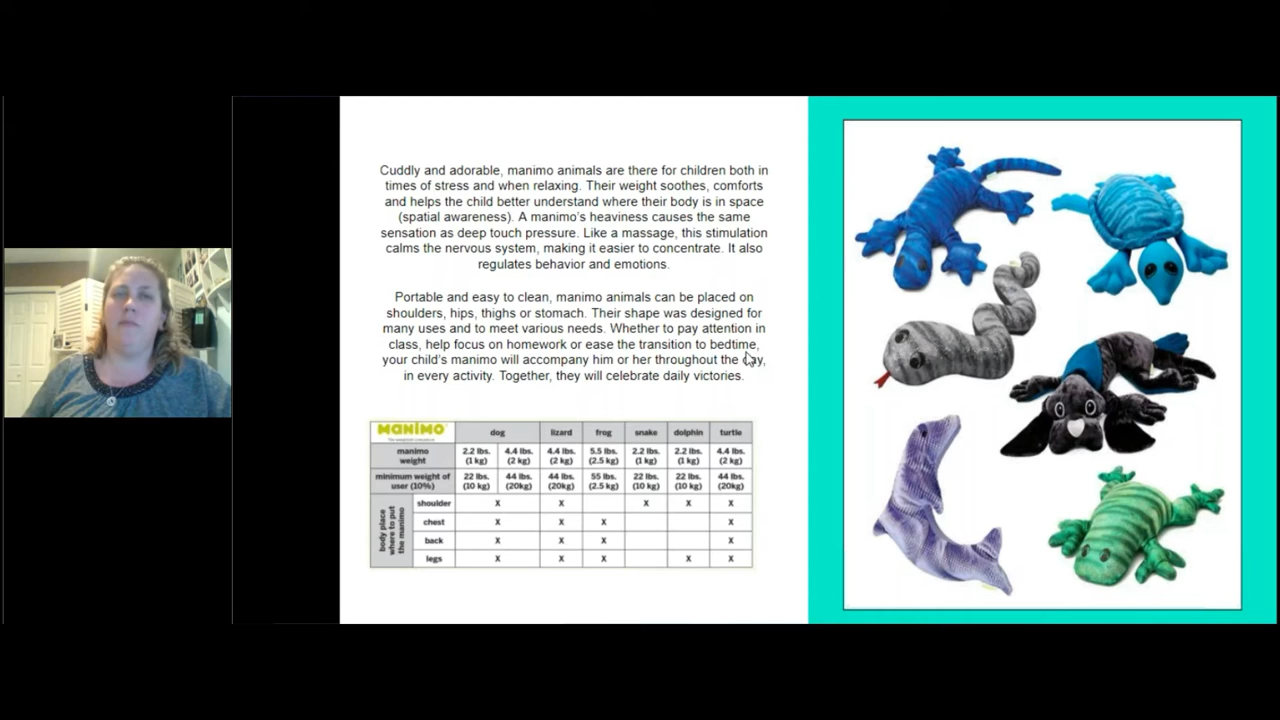 Cuddly and adorable, manimo animals are there for children both in
times of stress and when relaxing. Their weight soothes, comforts
and helps the child better understand where their body is in space
(spatial awareness). A manimo's heaviness causes the same
sensation as deep touch pressure. Like a massage, this stimulation
calms the nervous system, making it easier to concentrate. It also
regulates behavior and emotions.
Portable and easy to clean, manimo animals can be placed on
shoulders, hips, thighs or stomach. Their shape was designed for
many uses and to meet various needs. Whether to pay attention in
class, help focus on homework or ease the transition to bedtime,
your child's manimo will accompany him or her throughout the day,
in every activity. Together, they will celebrate daily victories.
MANIMO dog lizard frog snake dolphin turtle
manimo weight 2.2 lbs. (1 kg) 4.4 lbs. (2 kg) 4.4 lbs. (2 kg) 5.5 lbs. (2.5 kg) 2.2 lbs. (1 kg) 2.2 lbs. (1 kg) 4.4 lbs. (2 kg)
minimum weight of user (10%) 22 lbs. (10 kg) 44 lbs. (20kg) 44 lbs. (20kg) 55 lbs. (2.5 kg) 22 lbs. (10 kg) 22 lbs. (10 kg) 44 lbs. (20kg)
body place where to put the manimo
shoulder X X X X X
chest X X X X
back X X X X
legs X X X X X